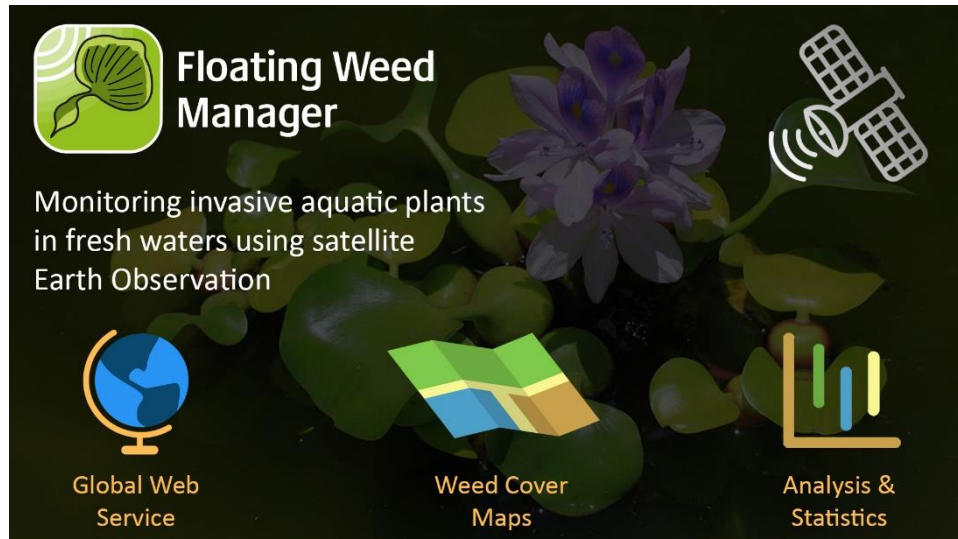 Floating Weed
Manager
Monitoring invasive aquatic plants
in fresh waters using satellite
Earth Observation
Global Web
Service
Weed Cover
Maps
Analysis &
Statistics